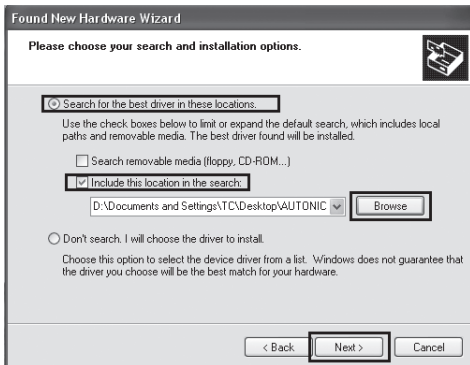 Found New Hardware Wizard
Please choose your search and installation options.
Search for the best driver in these locations.
Use the check boxes below to limit or expand the default search, which includes local
paths and removable media. The best driver found will be installed.
Search removable media (floppy, CD-ROM...)
Include this location in the search:
D:\Documents and Settings\TC\Desktop\AUTONIC
Browse
Don't search. I will choose the driver to install.
Choose this option to select the device driver from a list. Windows does not guarantee that
the driver you choose will be the best match for your hardware.
< Back Next > Cancel